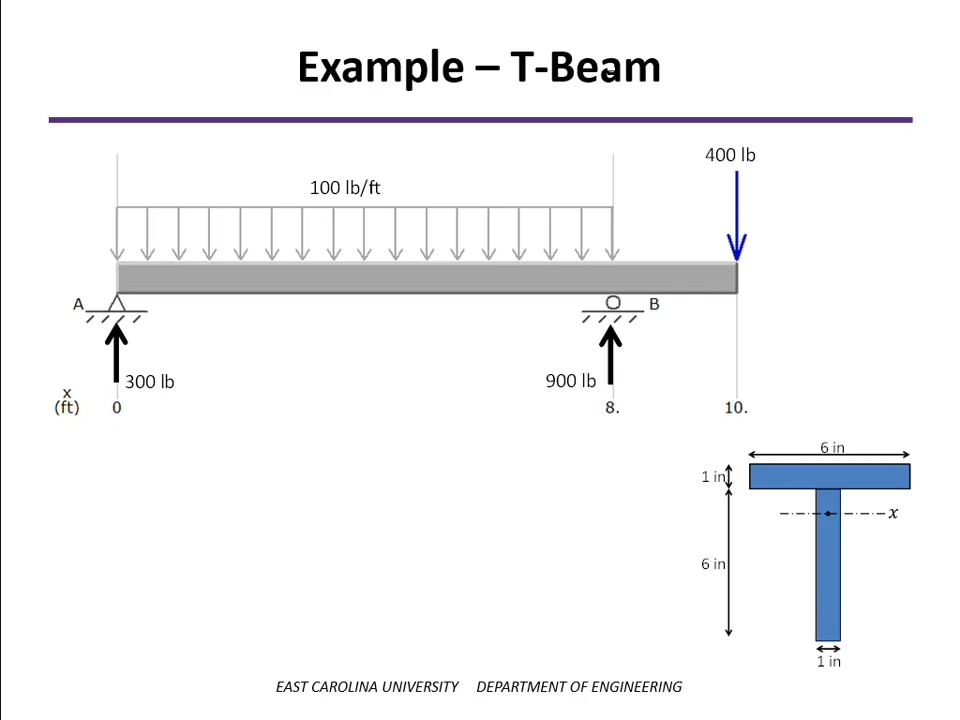 Example – T-Beam
400 lb
100 lb/ft
A
B
300 lb
900 lb
x
(ft)
0
8.
10.
6 in
1 in
x
6 in
1 in
EAST CAROLINA UNIVERSITY DEPARTMENT OF ENGINEERING